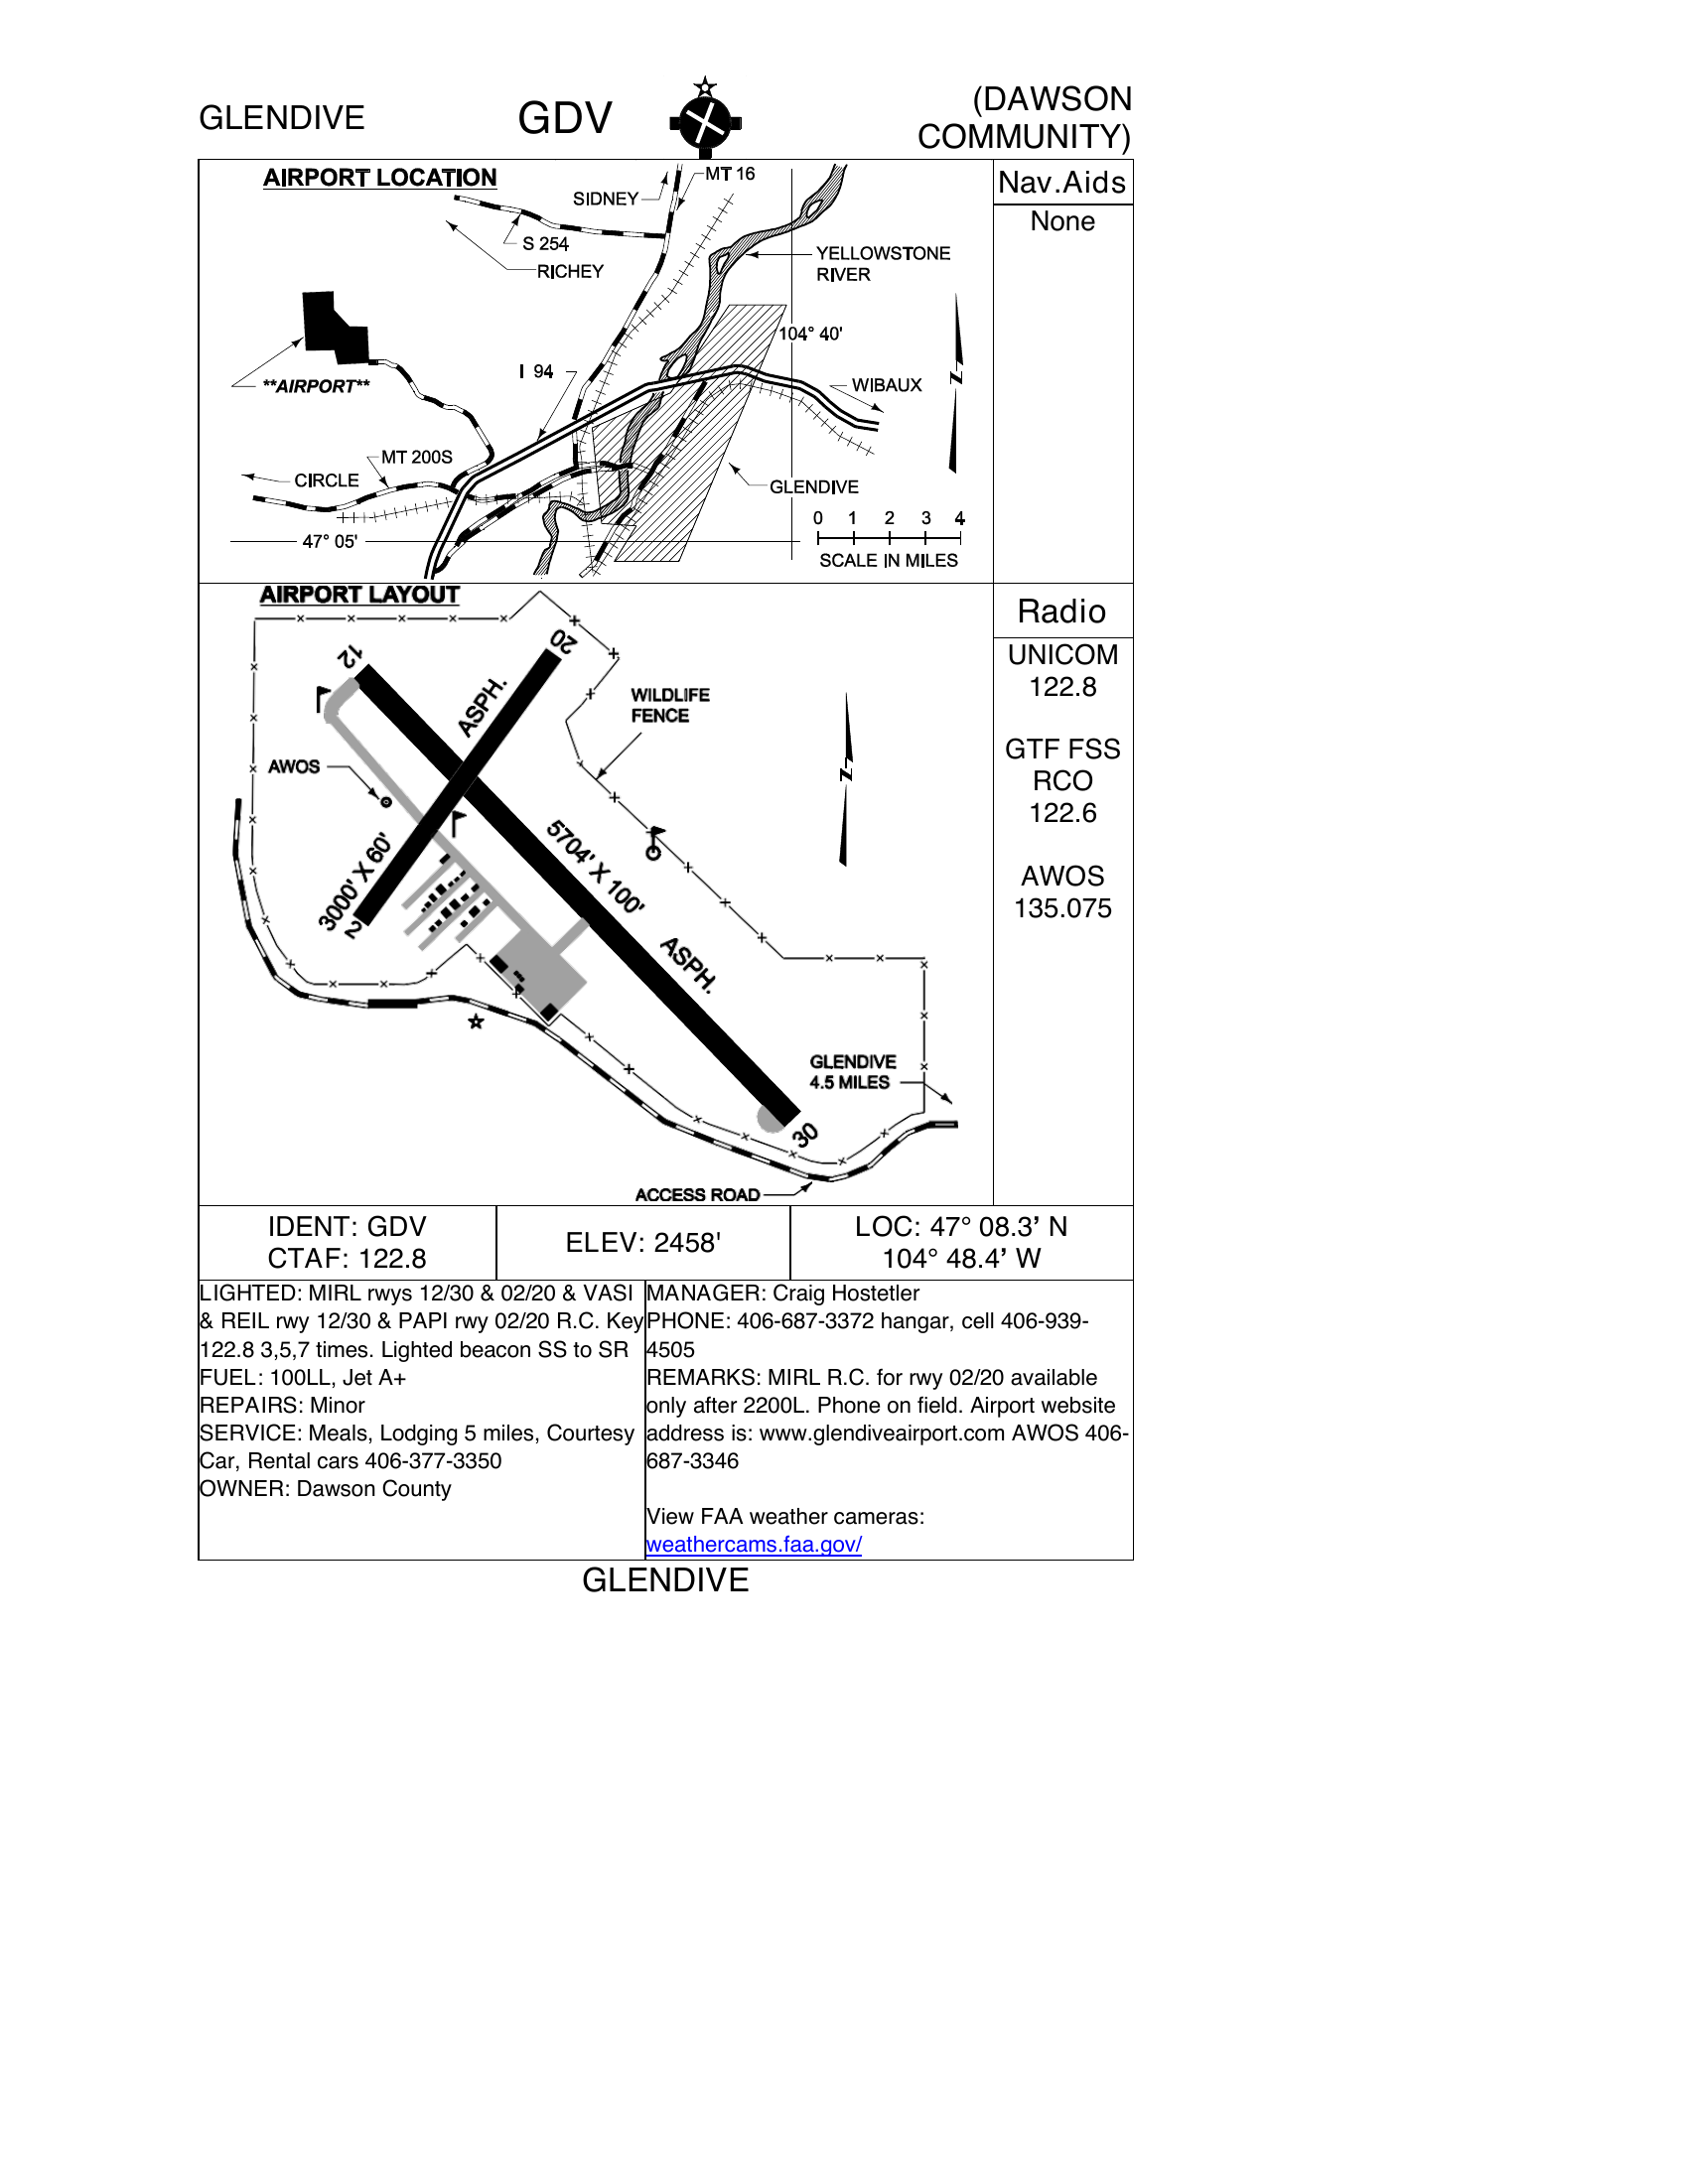 GLENDIVE
GDV
(DAWSON
COMMUNITY)
AIRPORT LOCATION
SIDNEY
MT 16
S 254
RICHEY
YELLOWSTONE
RIVER
104° 40'
**AIRPORT**
I 94
WIBAUX
N
MT 200S
CIRCLE
GLENDIVE
0 1 2 3 4
SCALE IN MILES
47° 05'
Nav.Aids
None
AIRPORT LAYOUT
12
20
ASPH.
WILDLIFE
FENCE
AWOS
N
3000' X 60'
2
5704' X 100'
ASPH.
GLENDIVE
4.5 MILES
30
ACCESS ROAD
Radio
UNICOM
122.8
GTF FSS
RCO
122.6
AWOS
135.075
IDENT: GDV
CTAF: 122.8
ELEV: 2458'
LOC: 47° 08.3’ N
104° 48.4’ W
LIGHTED: MIRL rwys 12/30 & 02/20 & VASI
& REIL rwy 12/30 & PAPI rwy 02/20 R.C. Key
122.8 3,5,7 times. Lighted beacon SS to SR
FUEL: 100LL, Jet A+
REPAIRS: Minor
SERVICE: Meals, Lodging 5 miles, Courtesy
Car, Rental cars 406-377-3350
OWNER: Dawson County
MANAGER: Craig Hostetler
PHONE: 406-687-3372 hangar, cell 406-939-
4505
REMARKS: MIRL R.C. for rwy 02/20 available
only after 2200L. Phone on field. Airport website
address is: www.glendiveairport.com AWOS 406-
687-3346
View FAA weather cameras:
weathercams.faa.gov/
GLENDIVE